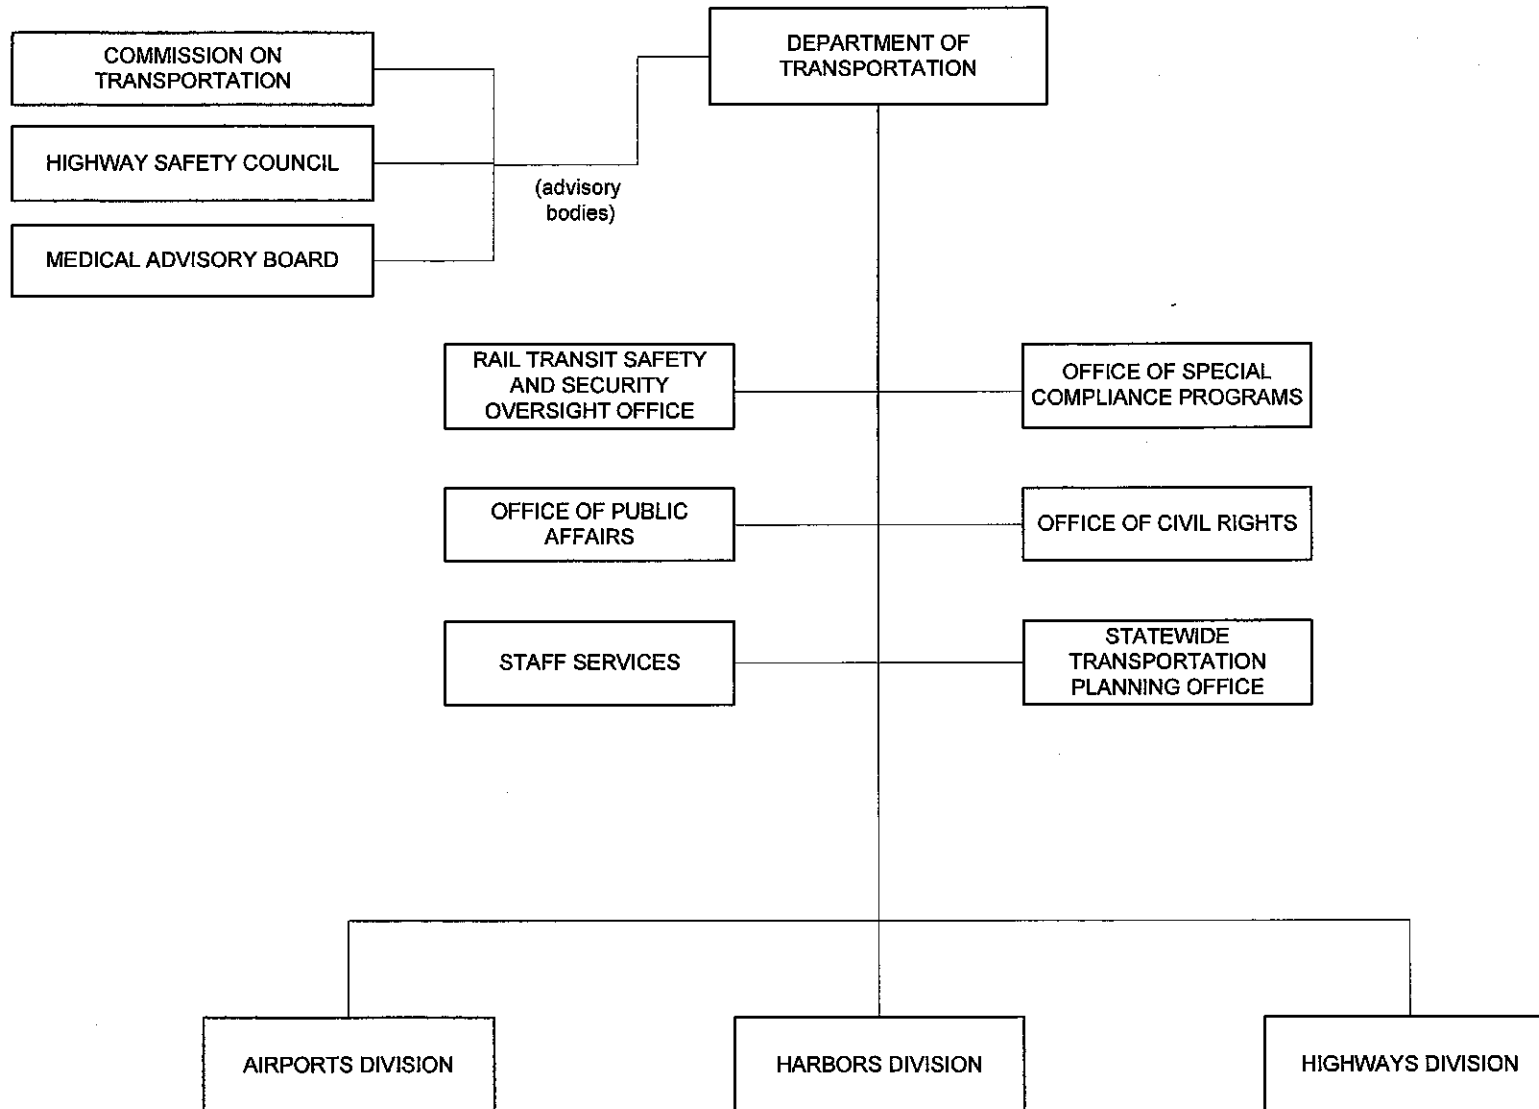 COMMISSION ON
TRANSPORTATION
DEPARTMENT OF
TRANSPORTATION
HIGHWAY SAFETY COUNCIL
(advisory
bodies)
MEDICAL ADVISORY BOARD
RAIL TRANSIT SAFETY
AND SECURITY
OVERSIGHT OFFICE
OFFICE OF SPECIAL
COMPLIANCE PROGRAMS
OFFICE OF PUBLIC
AFFAIRS
OFFICE OF CIVIL RIGHTS
STAFF SERVICES
STATEWIDE
TRANSPORTATION
PLANNING OFFICE
AIRPORTS DIVISION
HARBORS DIVISION
HIGHWAYS DIVISION